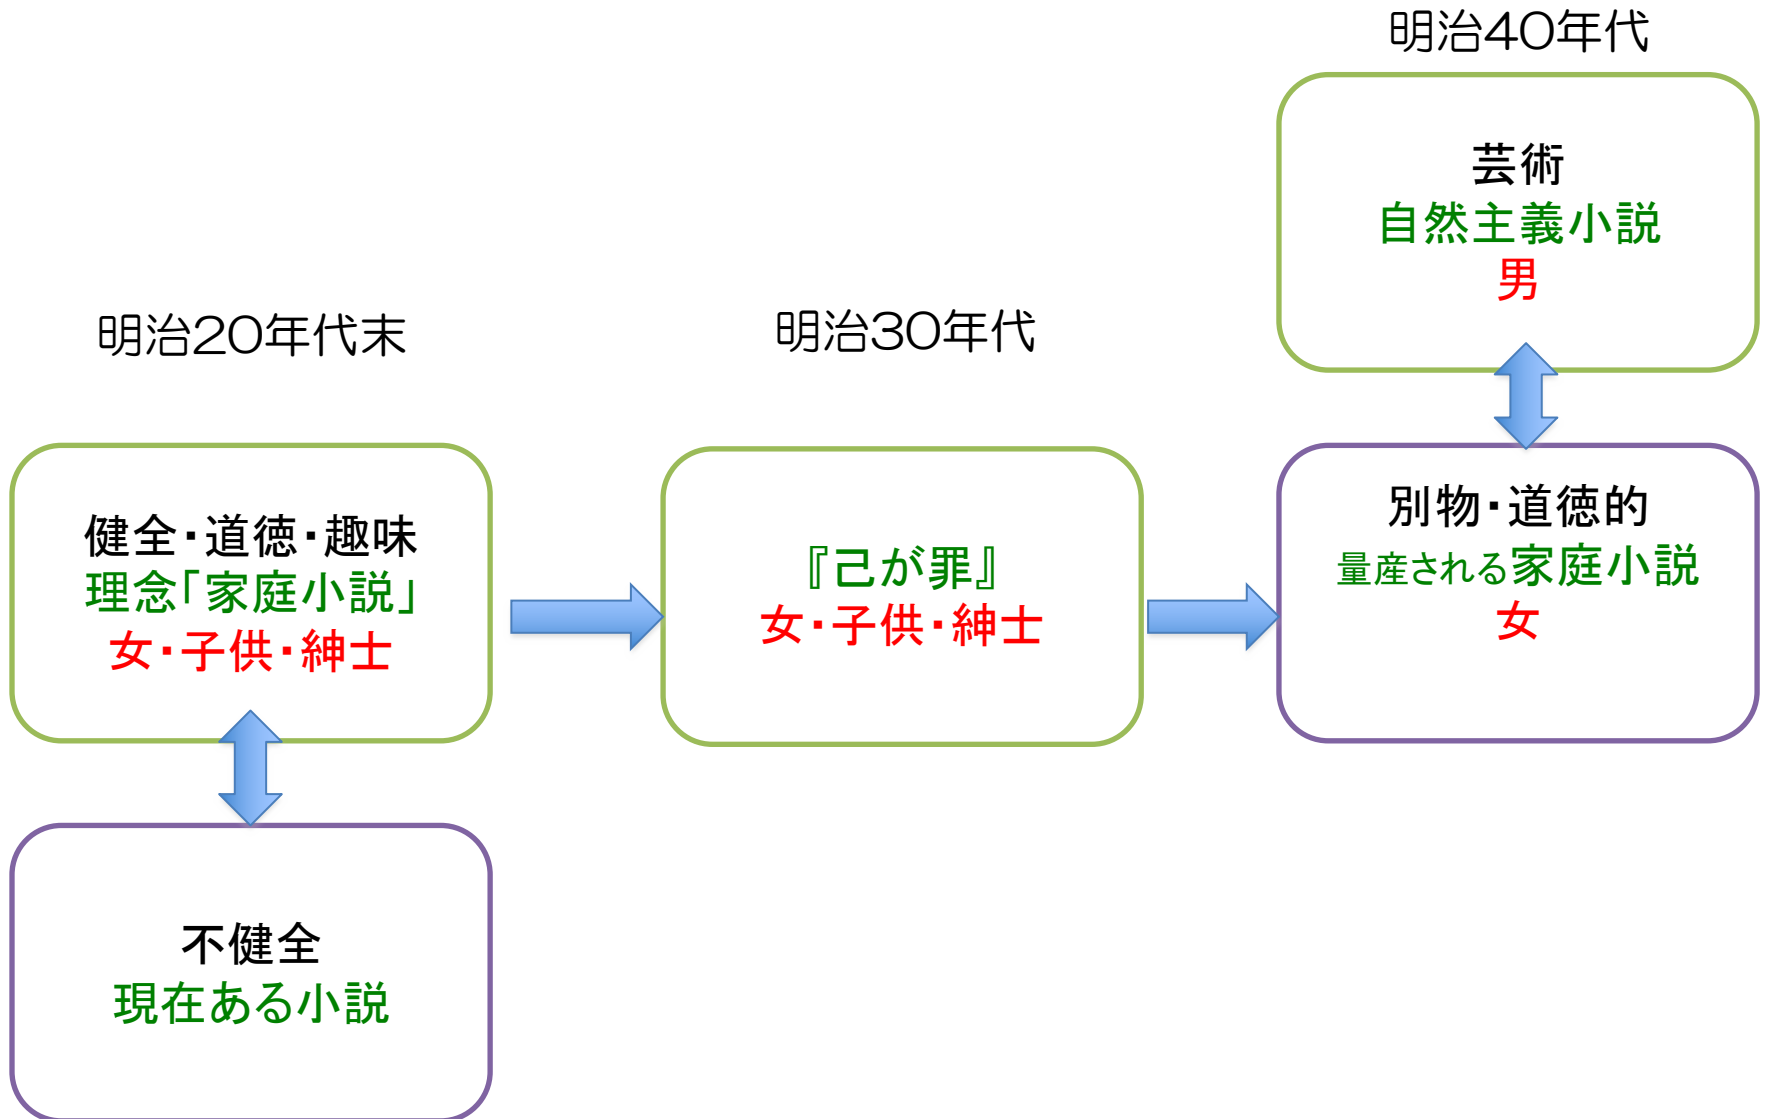 明治20年代末
健全・道徳・趣味
理念「家庭小説」
女・子供・紳士
不健全
現在ある小説
明治30年代
『己が罪』
女・子供・紳士
明治40年代
芸術
自然主義小説
男
別物・道徳的
量産される家庭小説
女